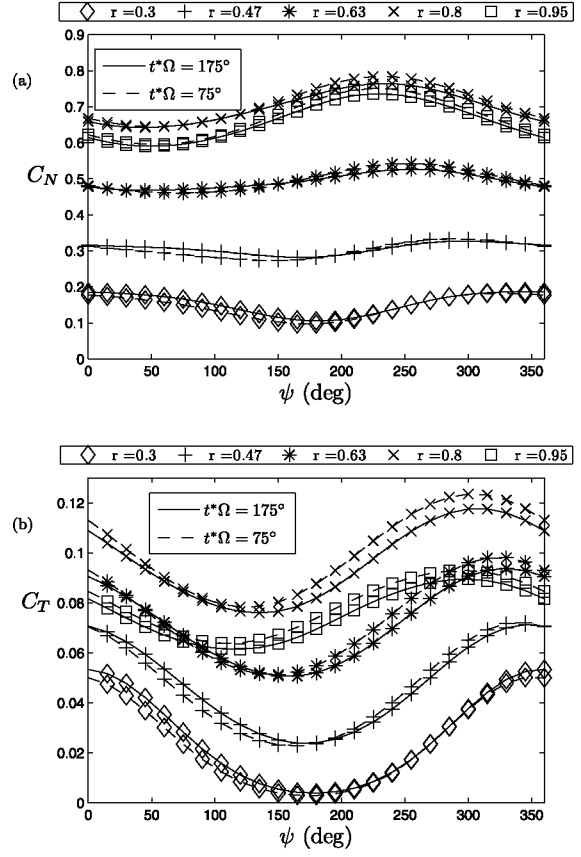 r =0.3 r =0.47 r =0.63 r =0.8 r =0.95
(a)
t*Ω = 175°
t*Ω = 75°
C_N
0.9
0.8
0.7
0.6
0.5
0.4
0.3
0.2
0.1
0
0 50 100 150 200 250 300 350
ψ (deg)
r =0.3 r =0.47 r =0.63 r =0.8 r =0.95
(b)
t*Ω = 175°
t*Ω = 75°
C_T
0.12
0.1
0.08
0.06
0.04
0.02
0
0 50 100 150 200 250 300 350
ψ (deg)